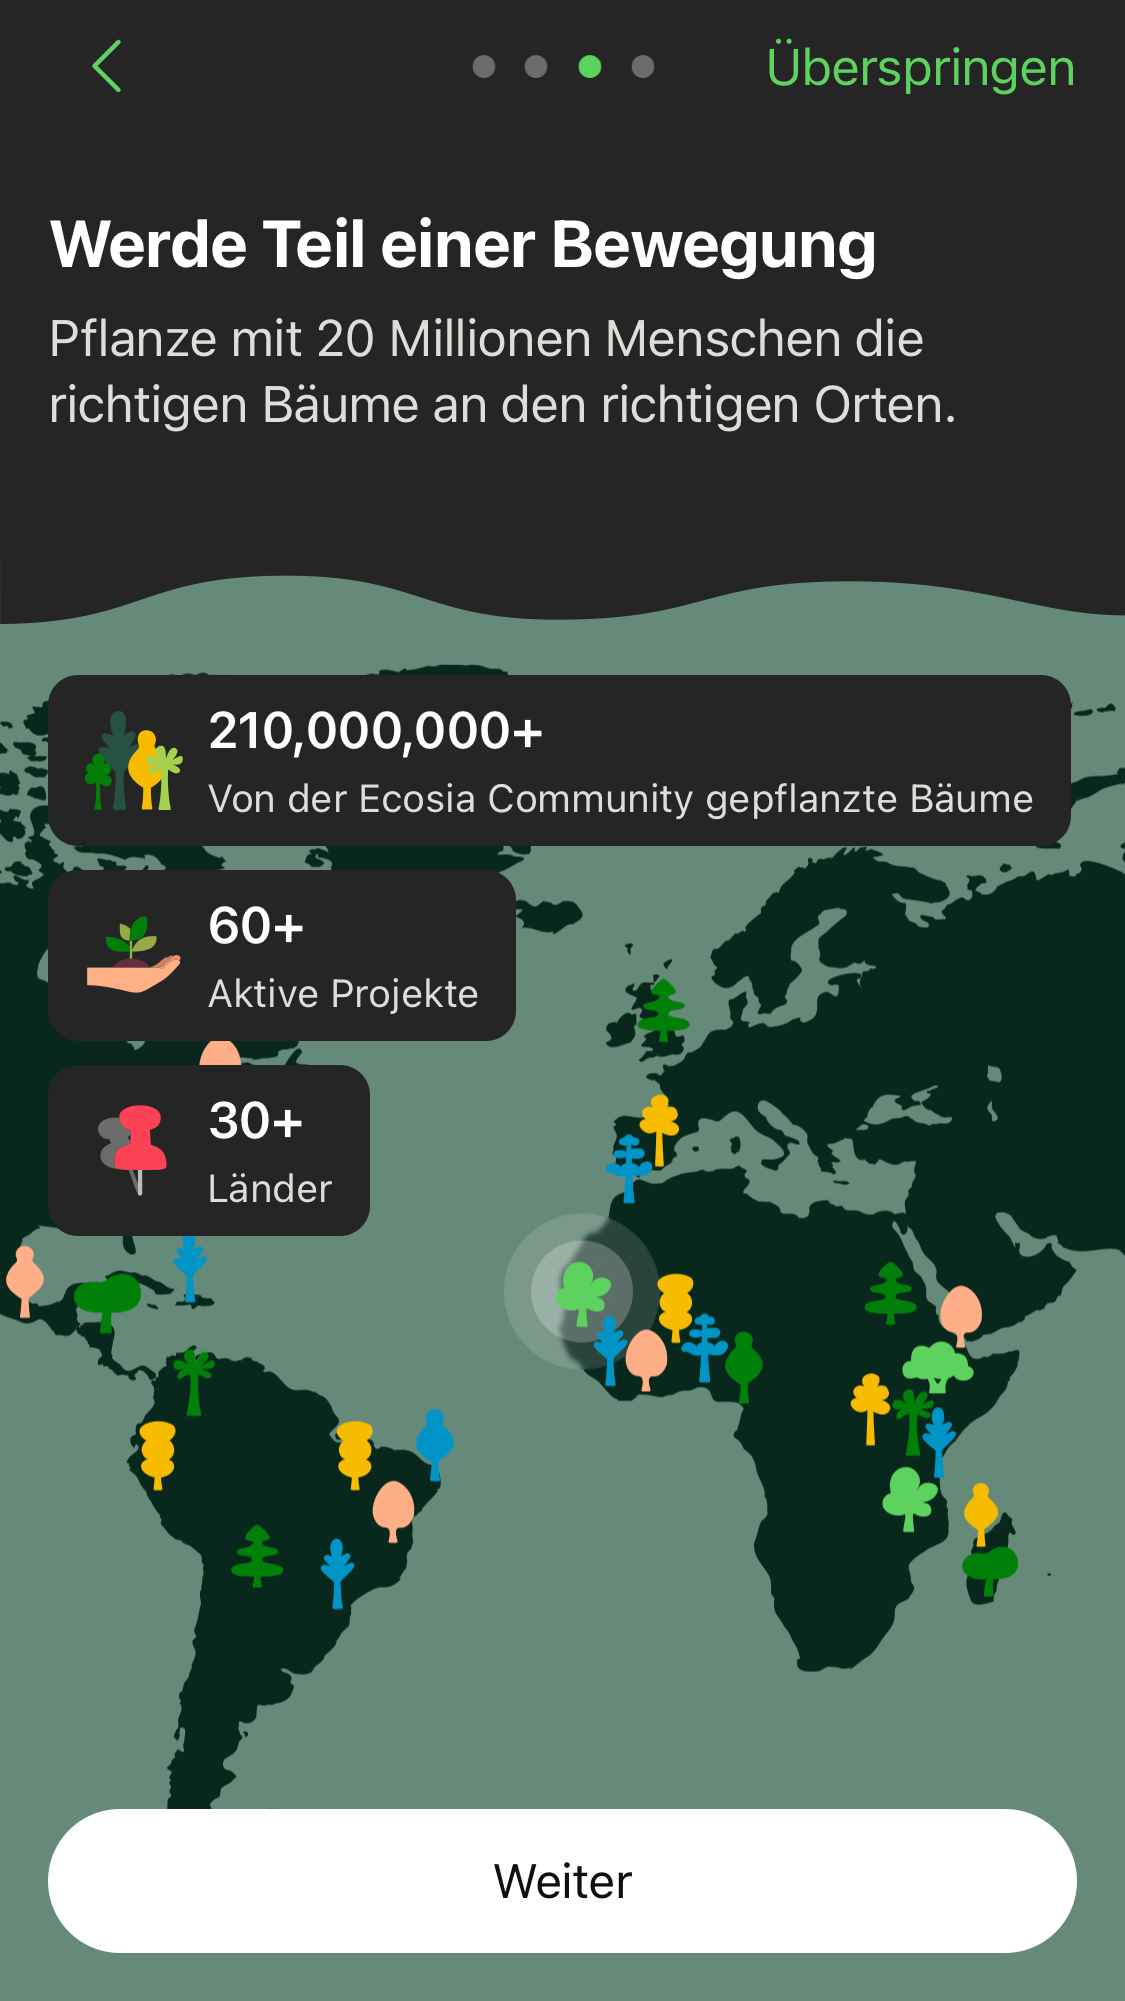 Überspringen
Werde Teil einer Bewegung
Pflanze mit 20 Millionen Menschen die
richtigen Bäume an den richtigen Orten.
210,000,000+
Von der Ecosia Community gepflanzte Bäume
60+
Aktive Projekte
30+
Länder
Weiter